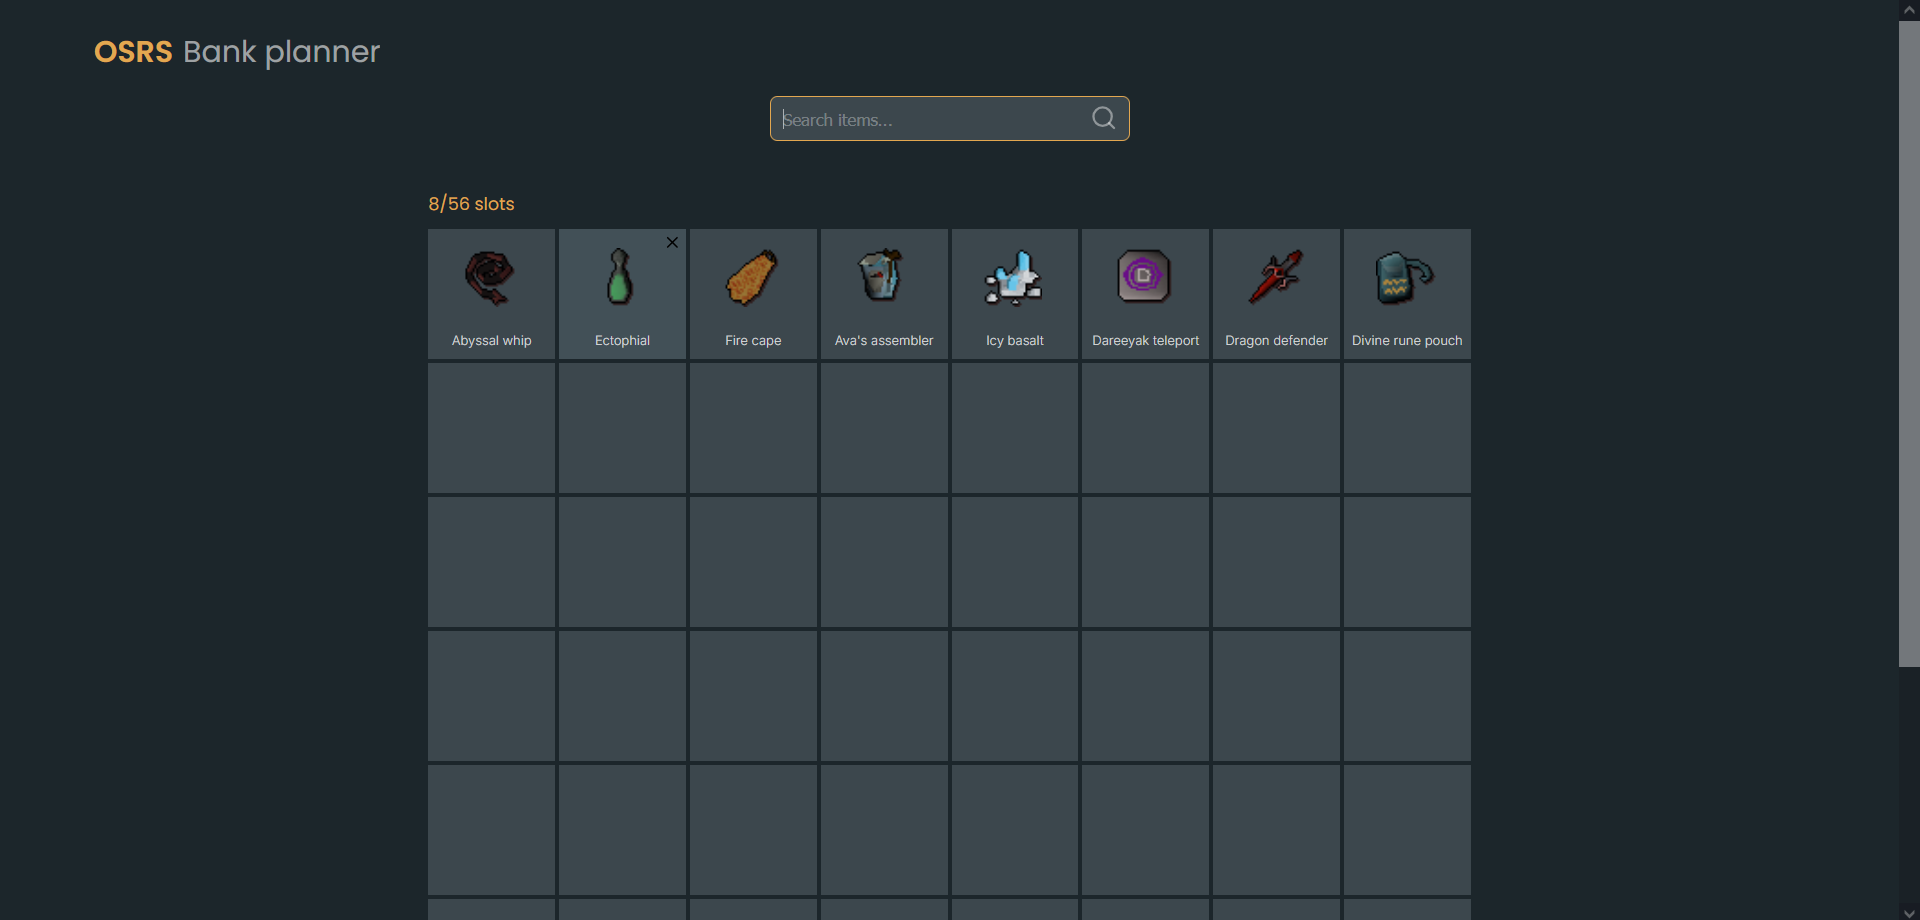 OSRS Bank planner
Search items...
8/56 slots
Abyssal whip
Ectophial
Fire cape
Ava's assembler
Icy basalt
Dareeyak teleport
Dragon defender
Divine rune pouch